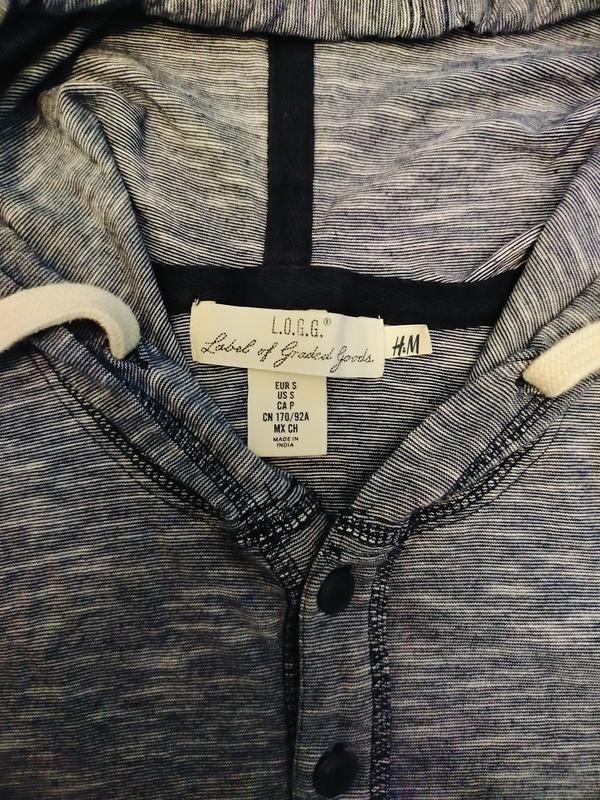 L.O.G.G.®
Label of Graded Goods
H&M
EUR S
US S
CA P
CN 170/92A
MX CH
MADE IN
INDIA